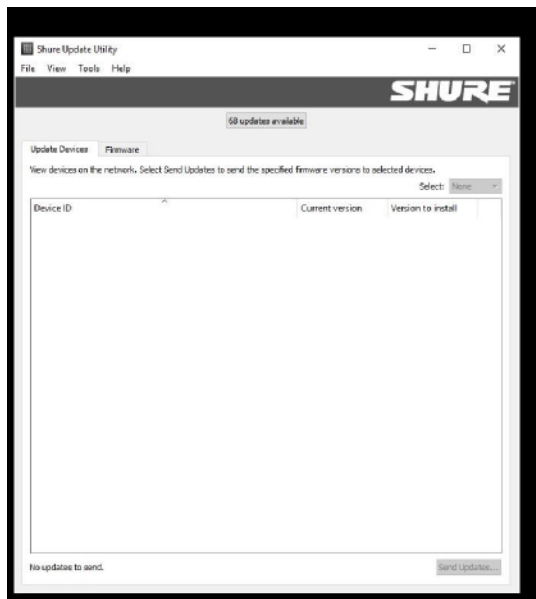 Shure Update Utility
File View Tools Help
SHURE
68 updates available
Update Devices Firmware
View devices on the network. Select Send Updates to send the specified firmware versions to selected devices.
Select: None
Device ID Current version Version to install
No updates to send.
Send Updates...